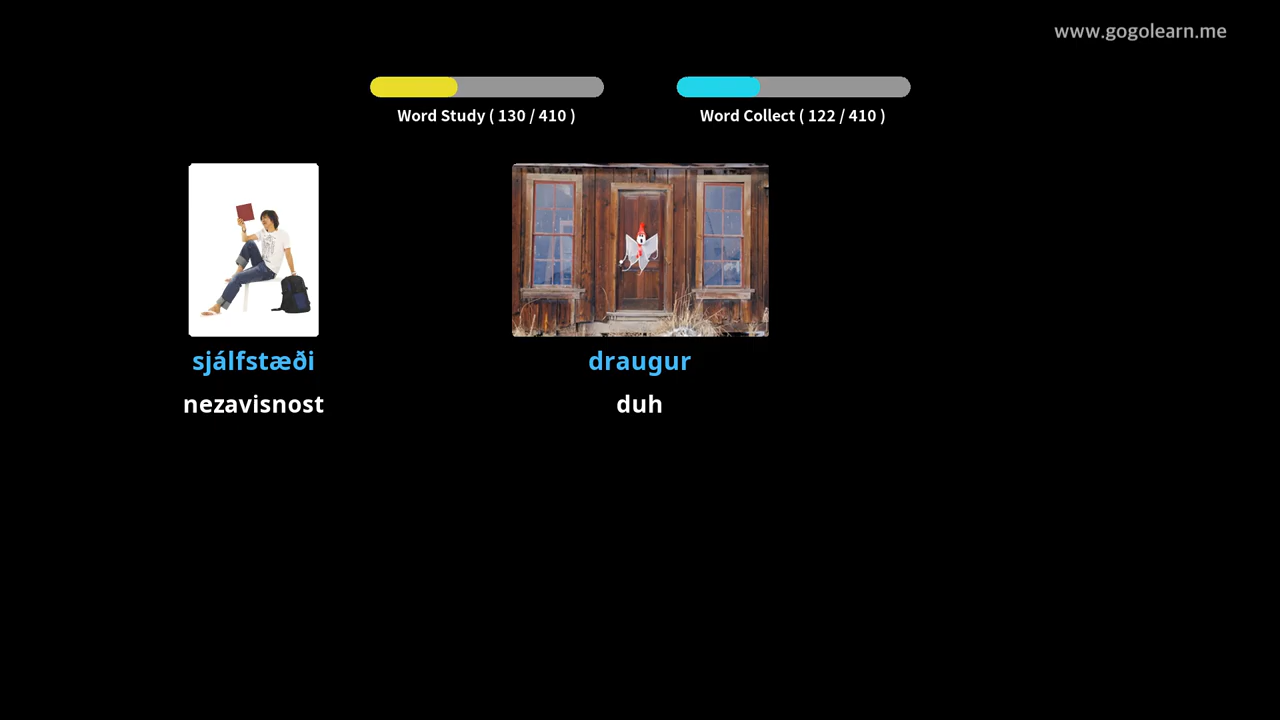 www.gogolearn.me
Word Study ( 130 / 410 )
Word Collect ( 122 / 410 )
sjálfstæði
draugur
nezavisnost
duh